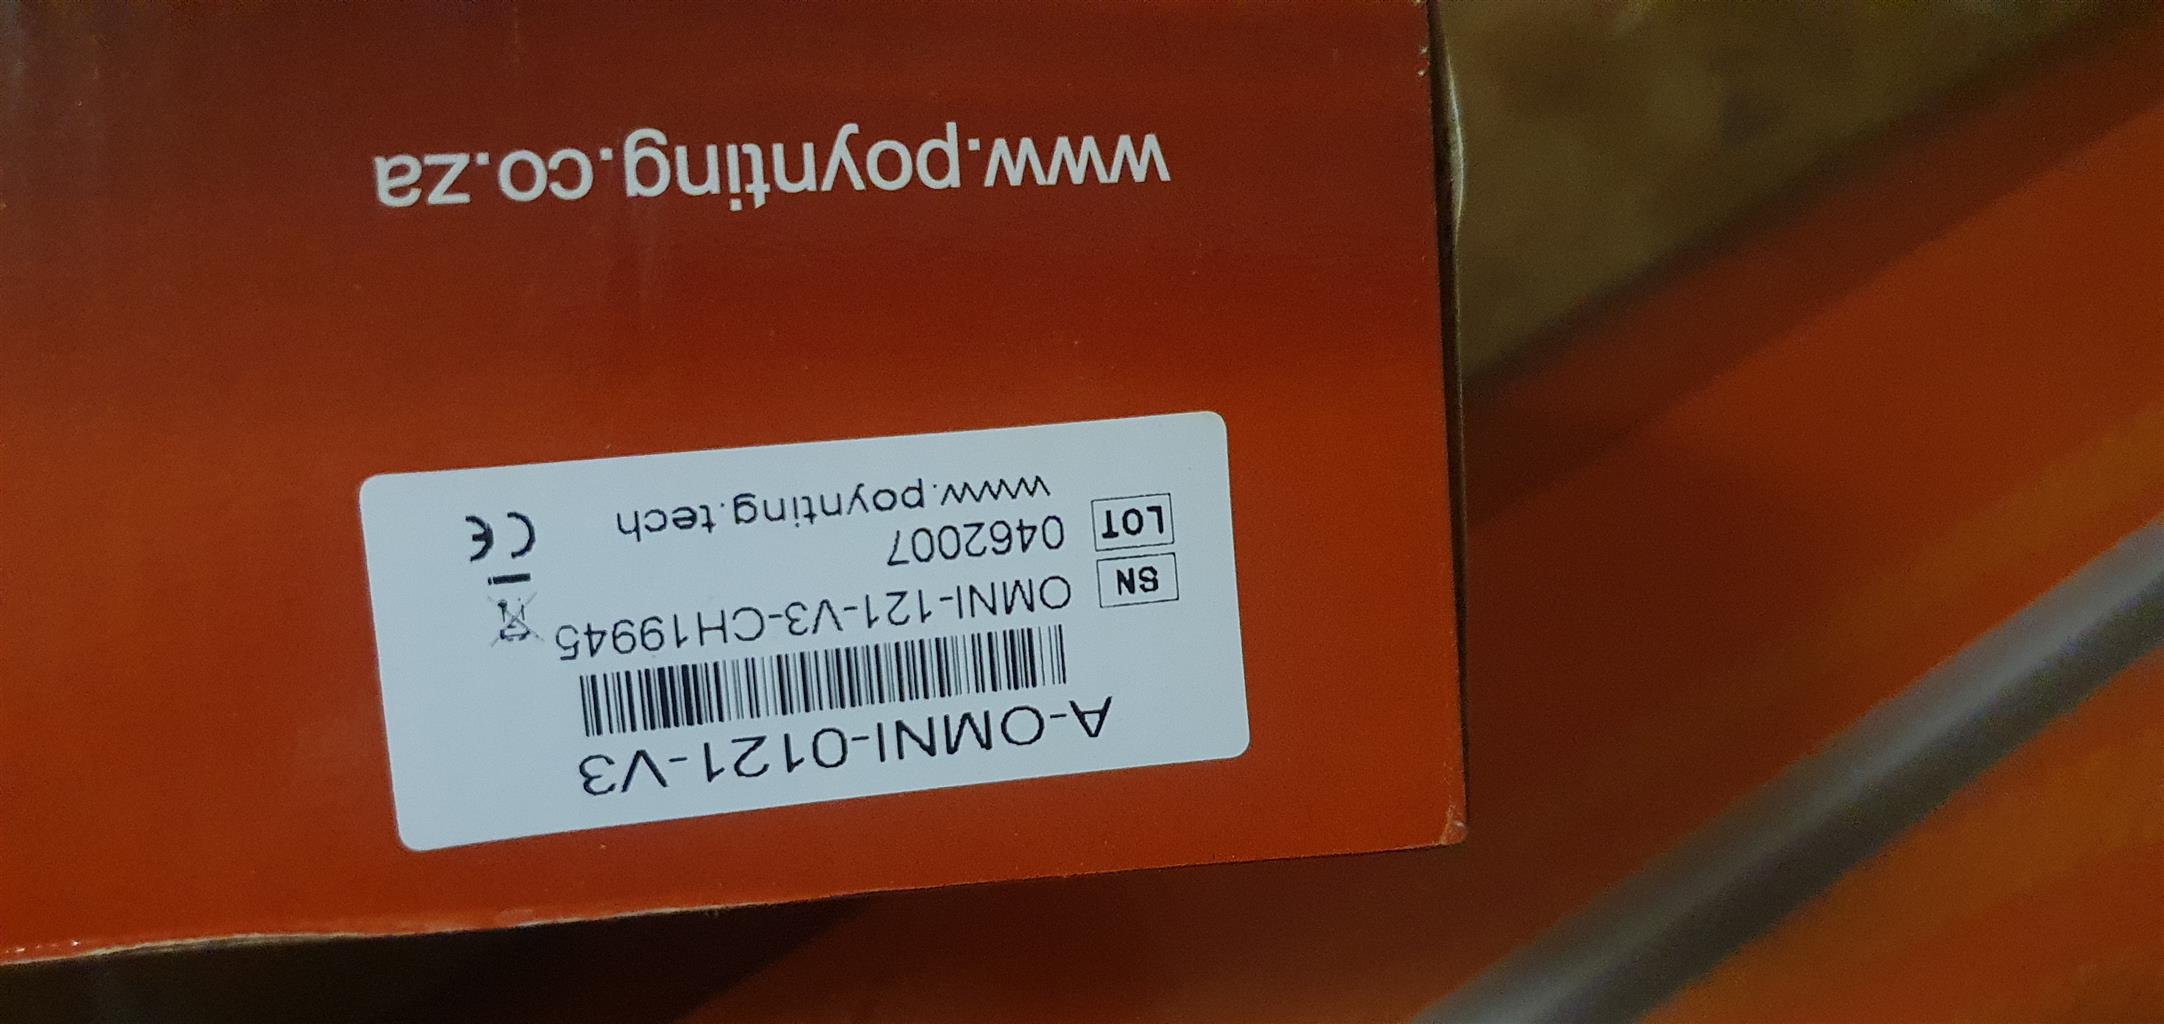 A-OMNI-0121-V3
SN OMNI-121-V3-CH19945
LOT 0462007
www.poynting.tech
CE
www.poynting.co.za